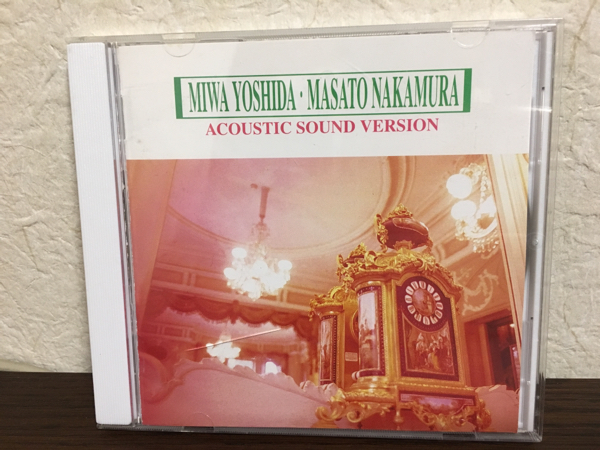 MIWA YOSHIDA・MASATO NAKAMURA
ACOUSTIC SOUND VERSION